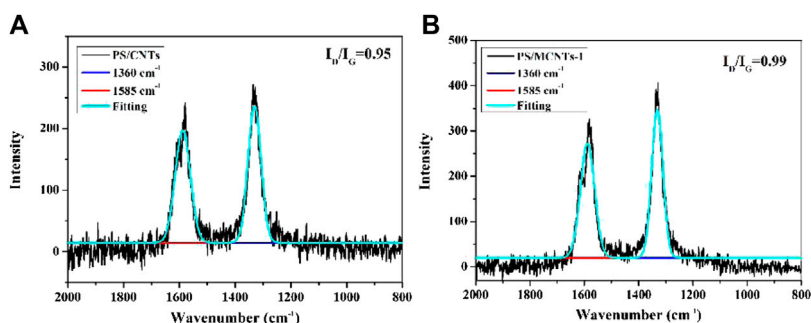 A
PS/CNTs
1360 cm⁻¹
1585 cm⁻¹
Fitting
I_D/I_G=0.95
300
200
100
0
Intensity
2000 1800 1600 1400 1200 1000 800
Wavenumber (cm⁻¹)
B
PS/MCNTs-1
1360 cm⁻¹
1585 cm⁻¹
Fitting
I_D/I_G=0.99
500
400
300
200
100
0
Intensity
2000 1800 1600 1400 1200 1000 800
Wavenumber (cm⁻¹)